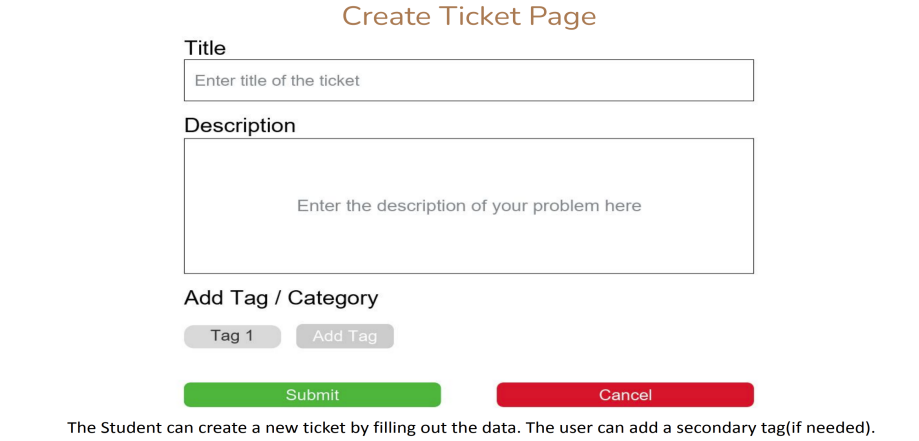 Create Ticket Page
Title
Enter title of the ticket
Description
Enter the description of your problem here
Add Tag / Category
Tag 1 Add Tag
Submit Cancel
The Student can create a new ticket by filling out the data. The user can add a secondary tag(if needed).